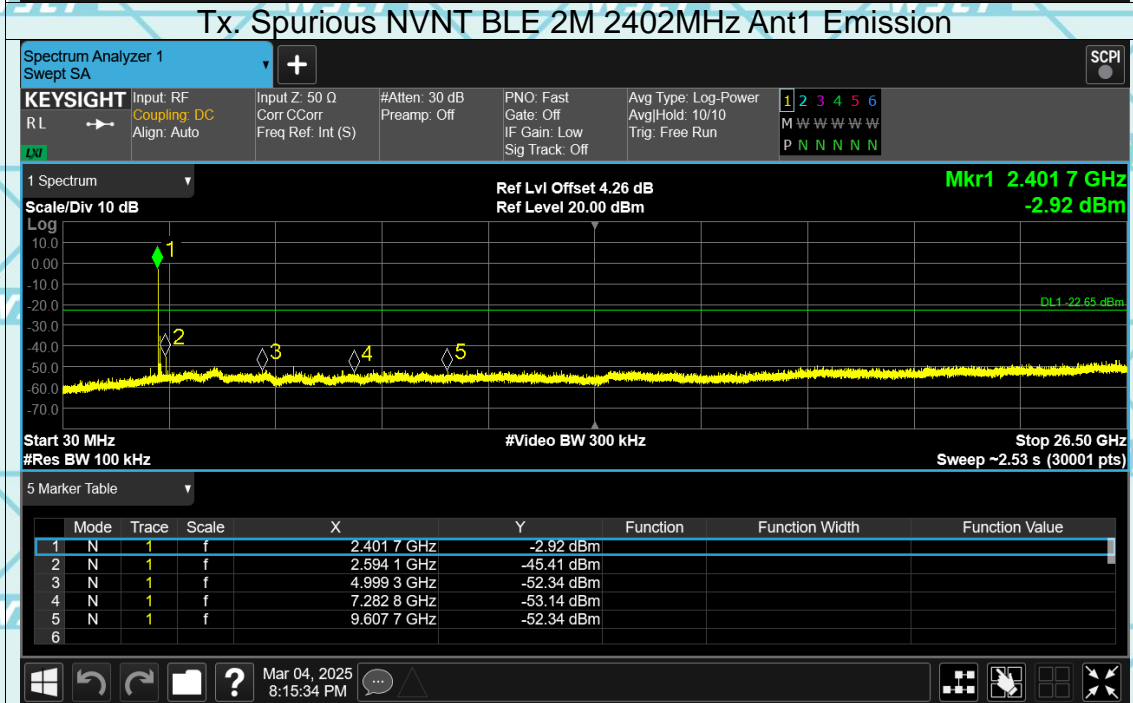 Tx. Spurious NVNT BLE 2M 2402MHz Ant1 Emission
Spectrum Analyzer 1
Swept SA
+
SCPI
KEYSIGHT
RL
LXI
Input: RF
Coupling: DC
Align: Auto
Input Z: 50 Ω
Corr CCorr
Freq Ref: Int (S)
#Atten: 30 dB
Preamp: Off
PNO: Fast
Gate: Off
IF Gain: Low
Sig Track: Off
Avg Type: Log-Power
Avg|Hold: 10/10
Trig: Free Run
1 2 3 4 5 6
M W W W W W
P N N N N N
1 Spectrum
Scale/Div 10 dB
Ref Lvl Offset 4.26 dB
Ref Level 20.00 dBm
Mkr1 2.401 7 GHz
-2.92 dBm
Log
10.0
0.00
-10.0
-20.0
-30.0
-40.0
-50.0
-60.0
-70.0
1
2
3
4
5
DL1 -22.65 dBm
Start 30 MHz
#Res BW 100 kHz
#Video BW 300 kHz
Stop 26.50 GHz
Sweep ~2.53 s (30001 pts)
5 Marker Table
Mode Trace Scale X Y Function Function Width Function Value
1 N 1 f 2.401 7 GHz -2.92 dBm
2 N 1 f 2.594 1 GHz -45.41 dBm
3 N 1 f 4.999 3 GHz -52.34 dBm
4 N 1 f 7.282 8 GHz -53.14 dBm
5 N 1 f 9.607 7 GHz -52.34 dBm
6
?
Mar 04, 2025
8:15:34 PM